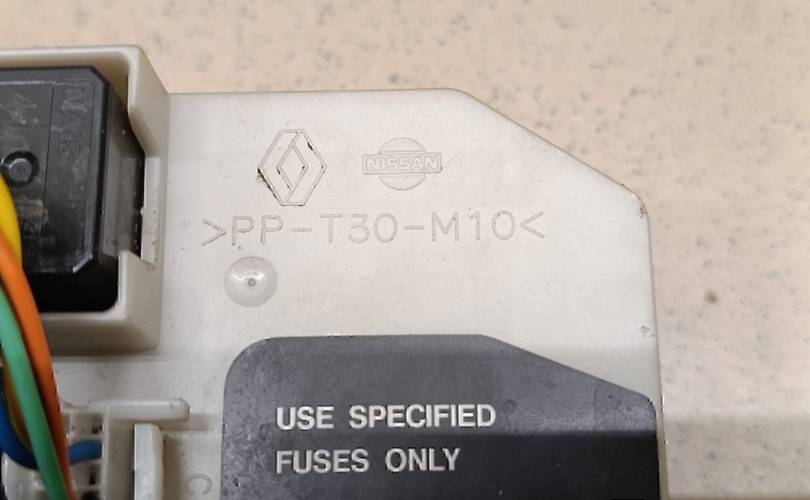 NISSAN
>PP-T30-M10<
USE SPECIFIED
FUSES ONLY